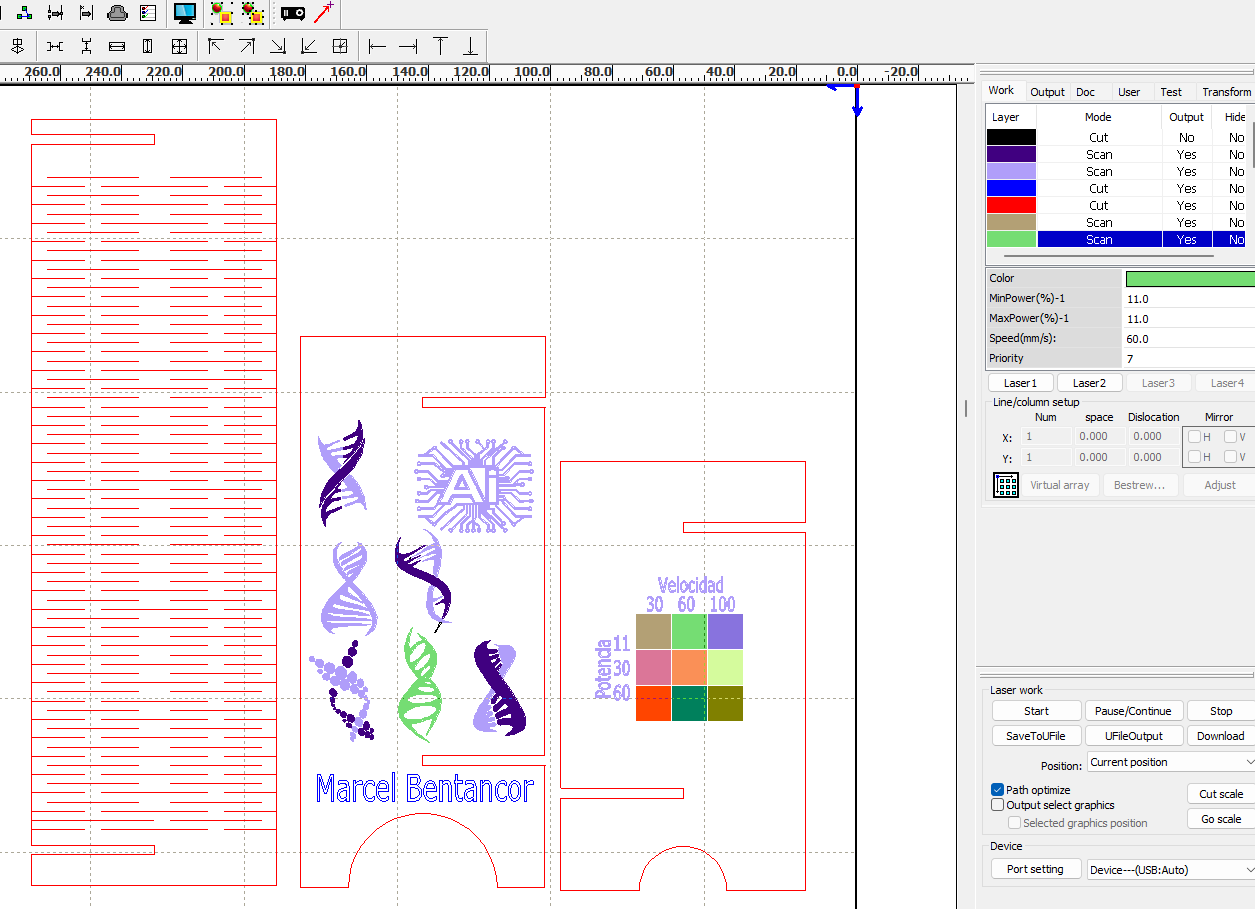 260.0 240.0 220.0 200.0 180.0 160.0 140.0 120.0 100.0 80.0 60.0 40.0 20.0 0.0 -20.0
Work Output Doc User Test Transform
Layer Mode Output Hide
Cut No No
Scan Yes No
Scan Yes No
Cut Yes No
Cut Yes No
Scan Yes No
Scan Yes No
Color
MinPower(%)-1 11.0
MaxPower(%)-1 11.0
Speed(mm/s): 60.0
Priority 7
Laser1 Laser2 Laser3 Laser4
Line/column setup
Num space Dislocation Mirror
X: 1 0.000 0.000 H V
Y: 1 0.000 0.000 H V
Virtual array Bestrew... Adjust
Ai
Velocidad
30 60 100
Potencia
11
30
60
Marcel Bentancor
Laser work
Start Pause/Continue Stop
SaveToUFile UFileOutput Download
Position: Current position
Path optimize Cut scale
Output select graphics
Selected graphics position Go scale
Device
Port setting Device---(USB:Auto)